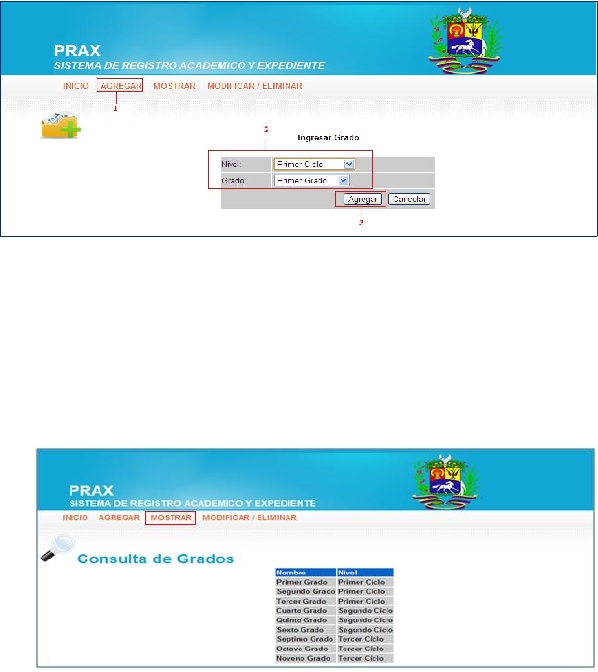 PRAX
SISTEMA DE REGISTRO ACADEMICO Y EXPEDIENTE
INICIO AGREGAR MOSTRAR MODIFICAR / ELIMINAR
1
2
Ingresar Grado
Nivel: Primer Ciclo
Grado: Primer Grado
Agregar Cancelar
3
PRAX
SISTEMA DE REGISTRO ACADEMICO Y EXPEDIENTE
INICIO AGREGAR MOSTRAR MODIFICAR / ELIMINAR
Consulta de Grados
Nombre Nivel
Primer Grado Primer Ciclo
Segundo Grado Primer Ciclo
Tercer Grado Primer Ciclo
Cuarto Grado Segundo Ciclo
Quinto Grado Segundo Ciclo
Sexto Grado Segundo Ciclo
Septimo Grado Tercer Ciclo
Octavo Grado Tercer Ciclo
Noveno Grado Tercer Ciclo